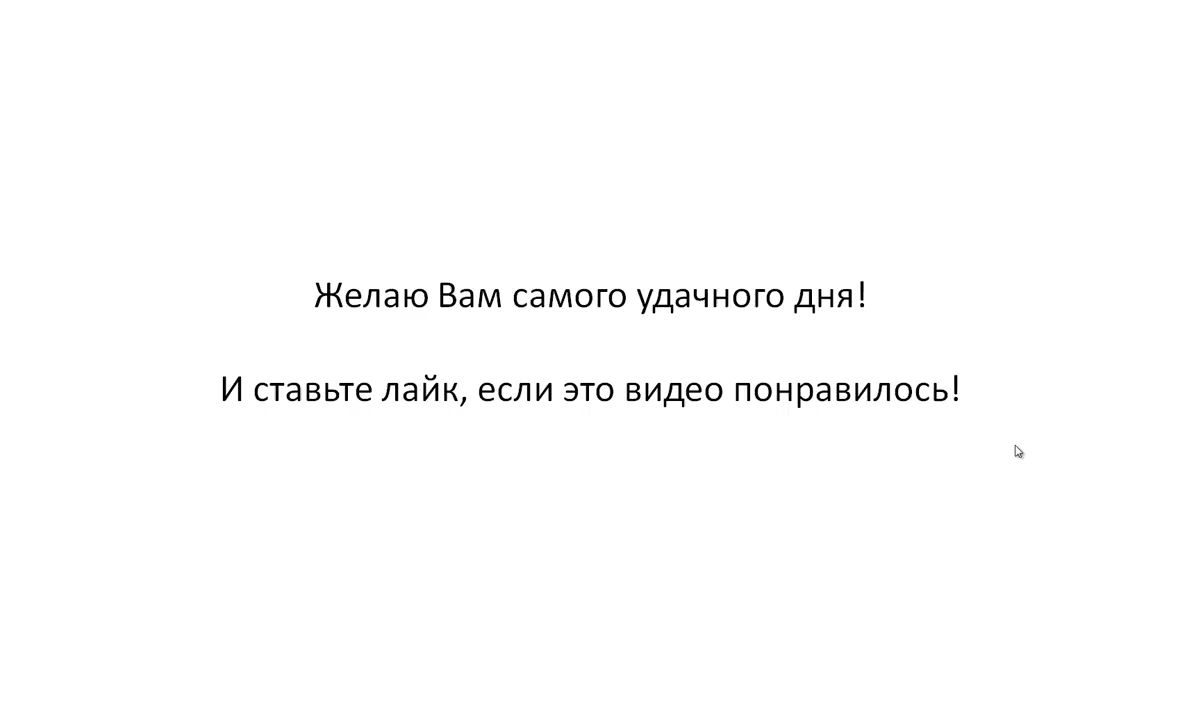 Желаю Вам самого удачного дня!
И ставьте лайк, если это видео понравилось!